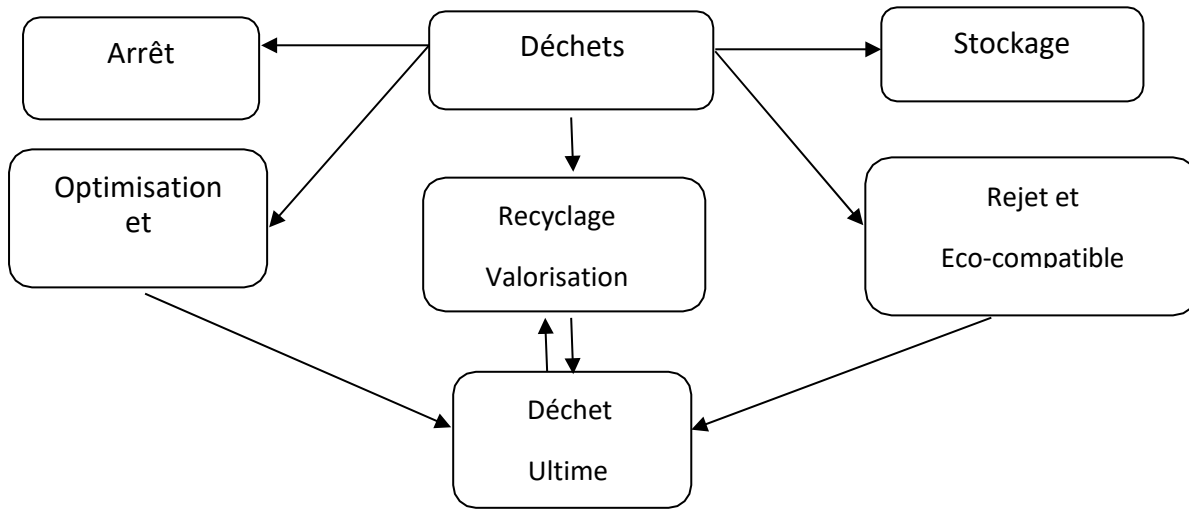 Arrêt
Déchets
Stockage
Optimisation
et
Recyclage
Valorisation
Rejet et
Eco-compatible
Déchet
Ultime